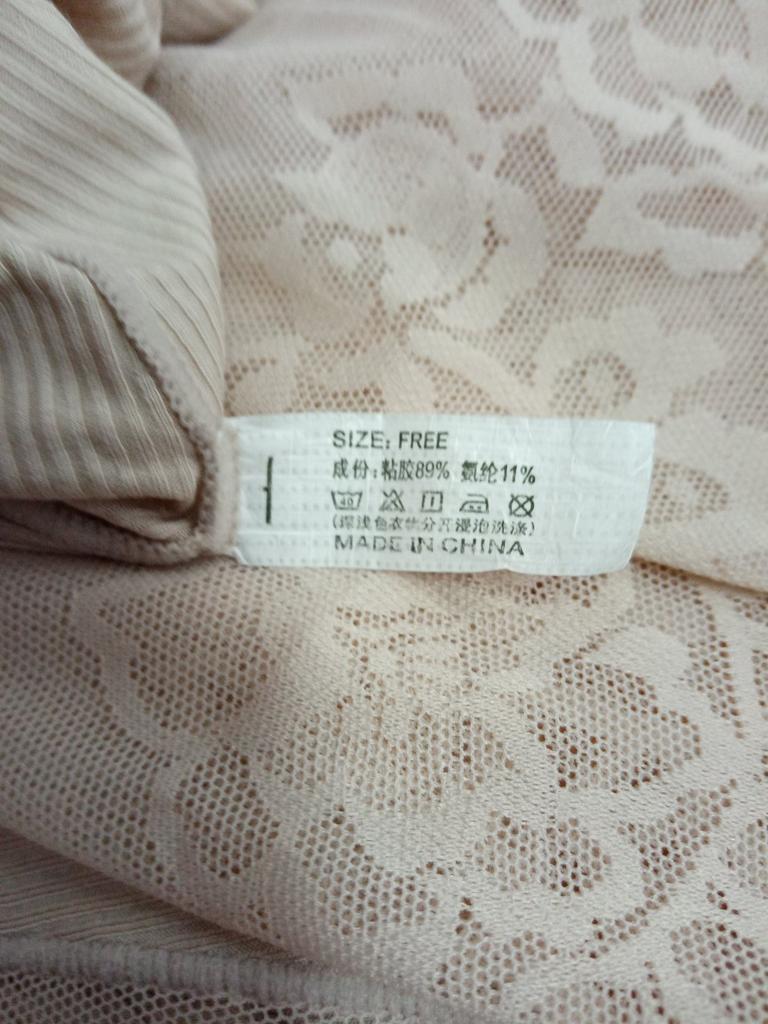 SIZE: FREE
成份:粘胶89% 氨纶11%
40
(深浅色衣物分开浸泡洗涤)
MADE IN CHINA